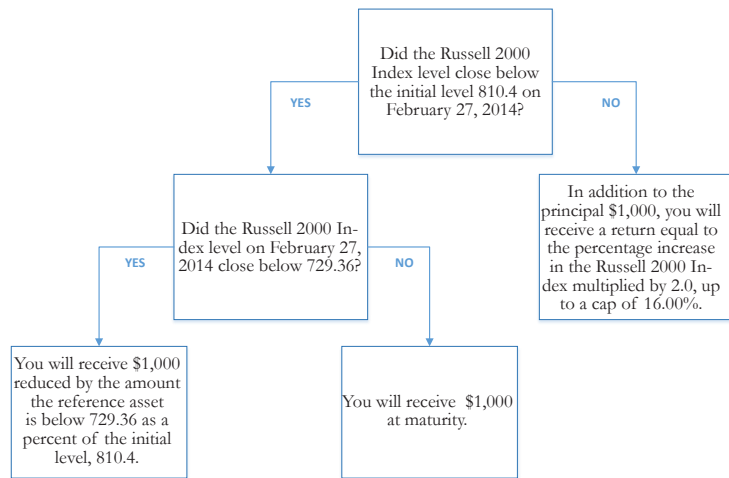 Did the Russell 2000
Index level close below
the initial level 810.4 on
February 27, 2014?
YES
NO
Did the Russell 2000 In-
dex level on February 27,
2014 close below 729.36?
In addition to the
principal $1,000, you will
receive a return equal to
the percentage increase
in the Russell 2000 In-
dex multiplied by 2.0, up
to a cap of 16.00%.
YES
NO
You will receive $1,000
reduced by the amount
the reference asset
is below 729.36 as a
percent of the initial
level, 810.4.
You will receive $1,000
at maturity.